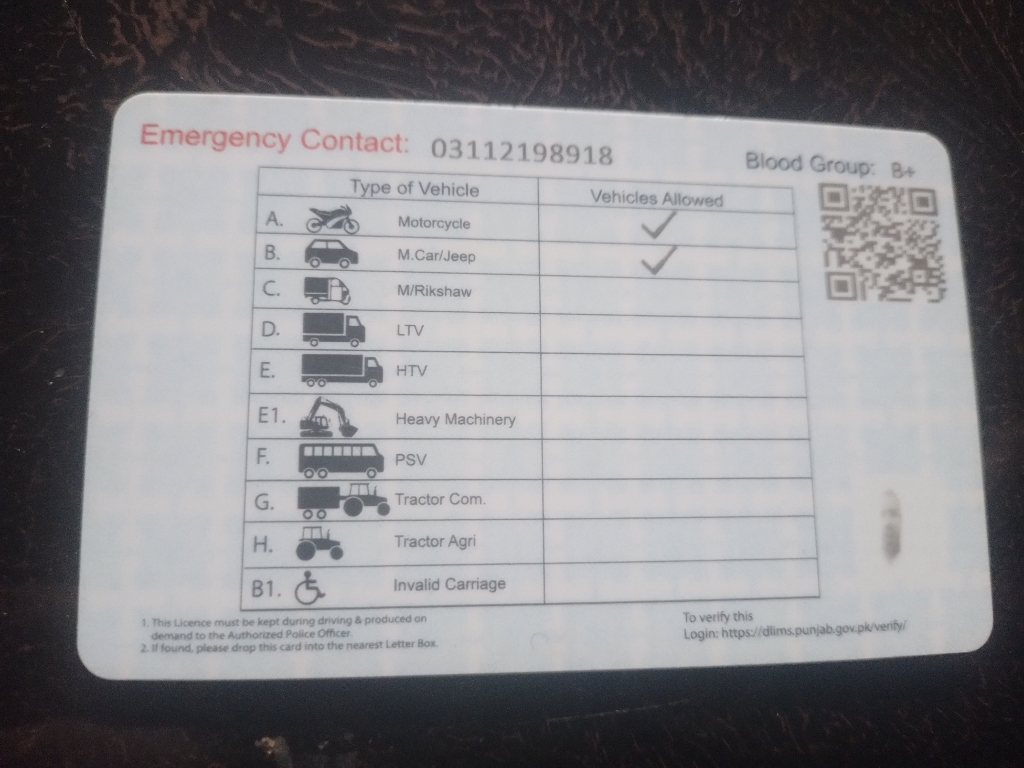 Emergency Contact: 03112198918
Blood Group: B+
Type of Vehicle Vehicles Allowed
A. Motorcycle ✓
B. M.Car/Jeep ✓
C. M/Rikshaw
D. LTV
E. HTV
E1. Heavy Machinery
F. PSV
G. Tractor Com.
H. Tractor Agri
B1. Invalid Carriage
1. This Licence must be kept during driving & produced on
demand to the Authorized Police Officer.
2. If found, please drop this card into the nearest Letter Box.
To verify this
Login: https://dlims.punjab.gov.pk/verify/